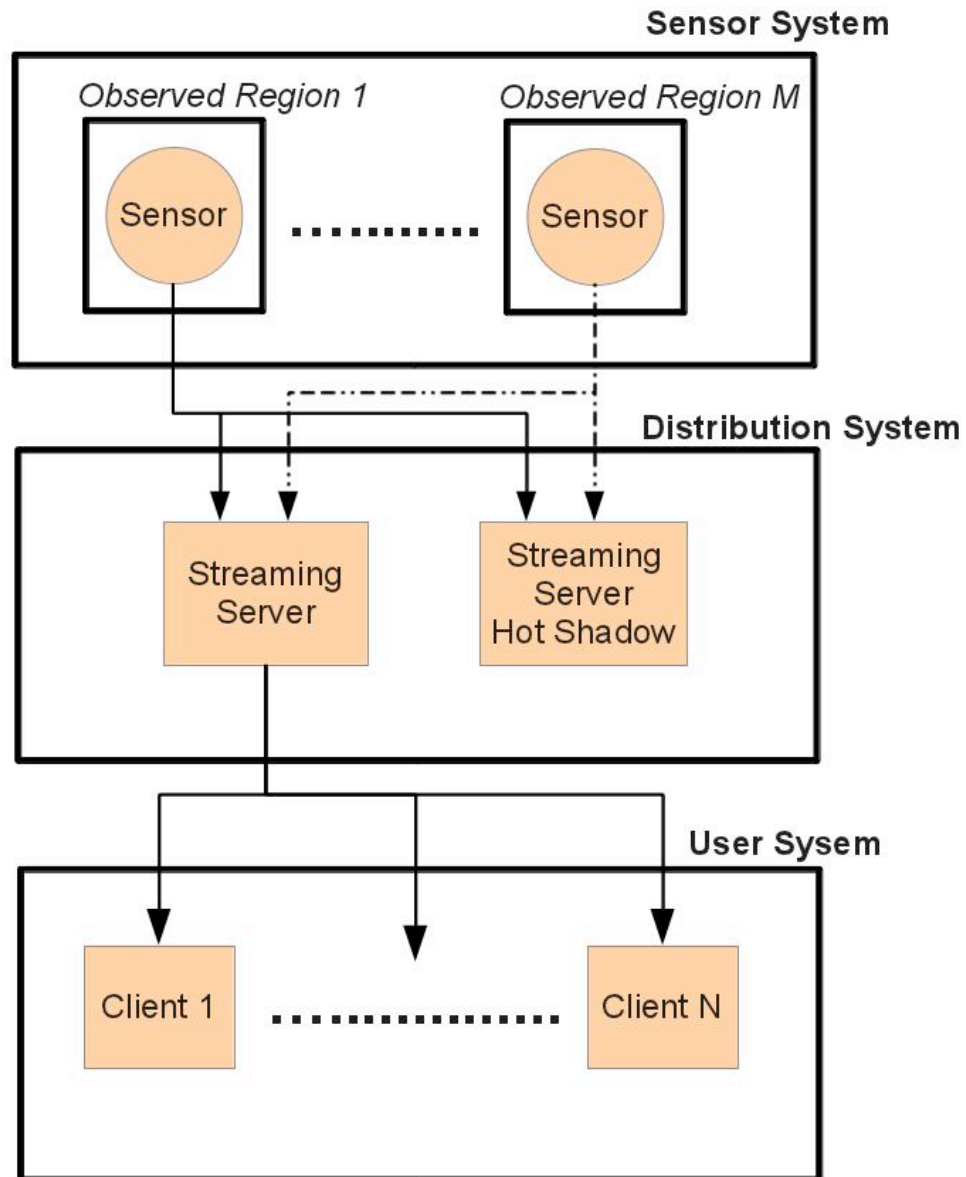 Sensor System
Observed Region 1
Observed Region M
Sensor
Sensor
Distribution System
Streaming
Server
Streaming
Server
Hot Shadow
User Sysem
Client 1
Client N